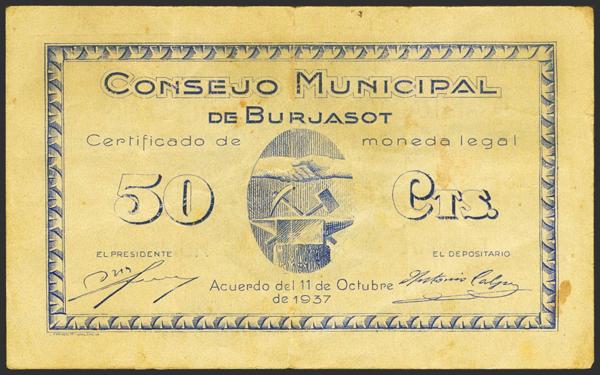 CONSEJO MUNICIPAL
DE BURJASOT
Certificado de moneda legal
50 CTS.
EL PRESIDENTE
EL DEPOSITARIO
Acuerdo del 11 de Octubre
de 1937
Antonio